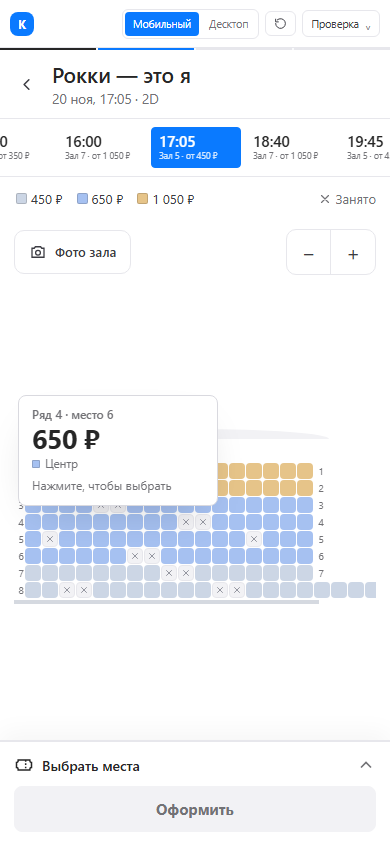 K
Мобильный
Десктоп
Проверка
Рокки — это я
20 ноя, 17:05 · 2D
0
16:00
17:05
18:40
19:45
от 350 ₽
Зал 7 · от 1 050 ₽
Зал 5 · от 450 ₽
Зал 7 · от 1 050 ₽
Зал 5 · от 4
450 ₽
650 ₽
1 050 ₽
Занято
Фото зала
Ряд 4 · место 6
650 ₽
Центр
Нажмите, чтобы выбрать
1
2
3
3
4
4
5
5
6
6
7
7
8
Выбрать места
Оформить